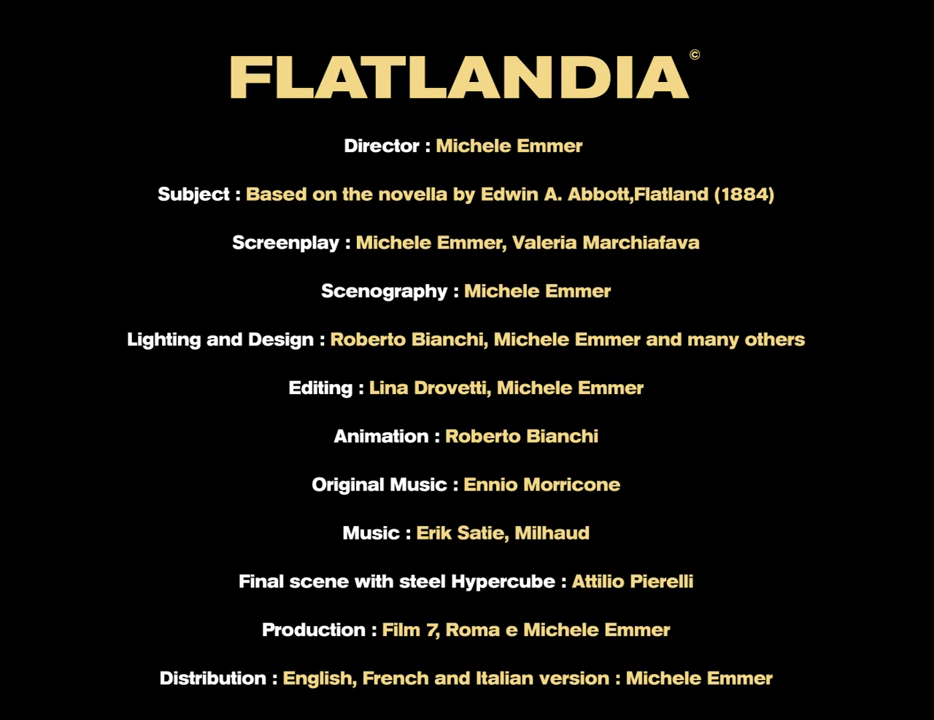 FLATLANDIA©
Director : Michele Emmer
Subject : Based on the novella by Edwin A. Abbott,Flatland (1884)
Screenplay : Michele Emmer, Valeria Marchiafava
Scenography : Michele Emmer
Lighting and Design : Roberto Bianchi, Michele Emmer and many others
Editing : Lina Drovetti, Michele Emmer
Animation : Roberto Bianchi
Original Music : Ennio Morricone
Music : Erik Satie, Milhaud
Final scene with steel Hypercube : Attilio Pierelli
Production : Film 7, Roma e Michele Emmer
Distribution : English, French and Italian version : Michele Emmer